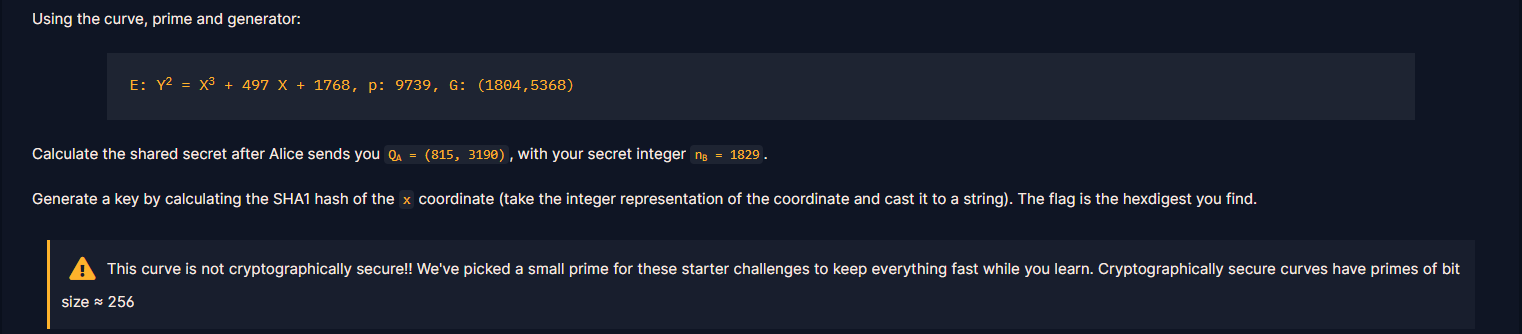 Using the curve, prime and generator:
E: Y² = X³ + 497 X + 1768, p: 9739, G: (1804,5368)
Calculate the shared secret after Alice sends you Qₐ = (815, 3190), with your secret integer nB = 1829.
Generate a key by calculating the SHA1 hash of the x coordinate (take the integer representation of the coordinate and cast it to a string). The flag is the hexdigest you find.
This curve is not cryptographically secure!! We've picked a small prime for these starter challenges to keep everything fast while you learn. Cryptographically secure curves have primes of bit
size ≈ 256